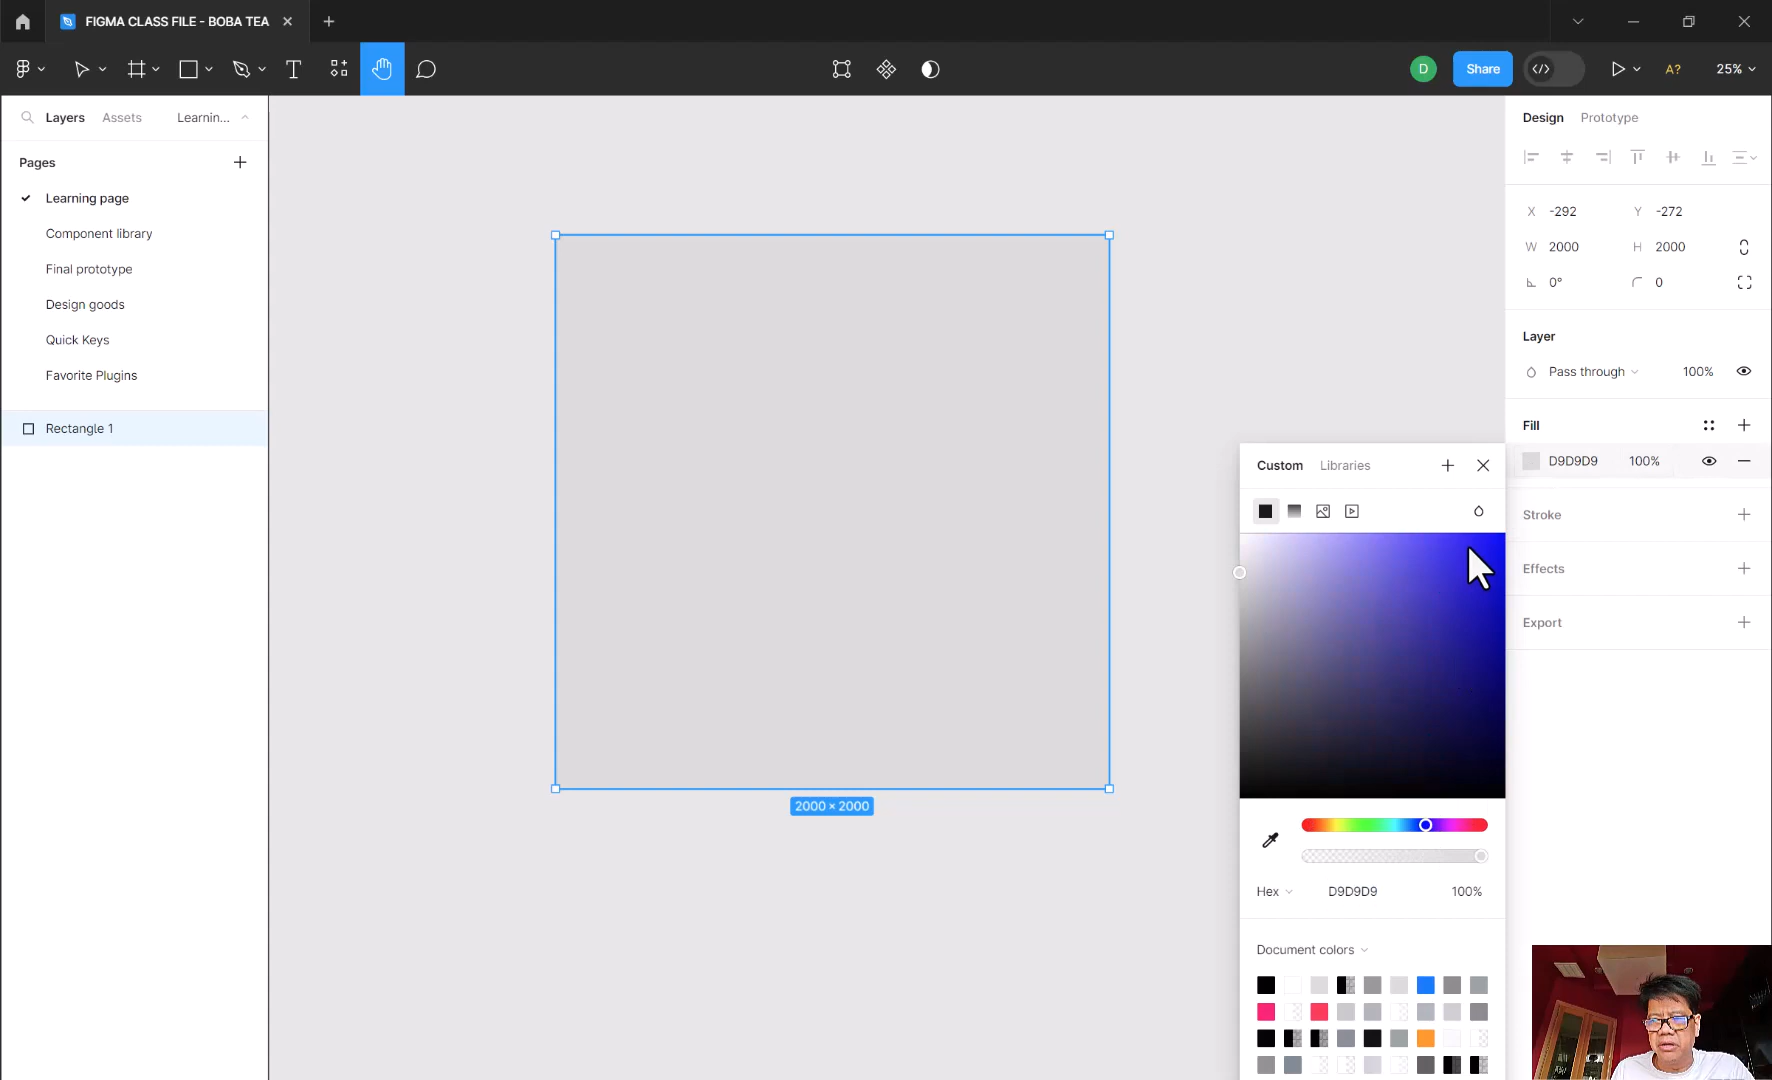 FIGMA CLASS FILE - BOBA TEA
D
Share
A?
25%
Layers Assets Learnin...
Pages
Learning page
Component library
Final prototype
Design goods
Quick Keys
Favorite Plugins
Rectangle 1
2000 × 2000
Design Prototype
X -292 Y -272
W 2000 H 2000
0° 0
Layer
Pass through 100%
Fill
D9D9D9 100%
Stroke
Effects
Export
Custom Libraries
Hex D9D9D9 100%
Document colors